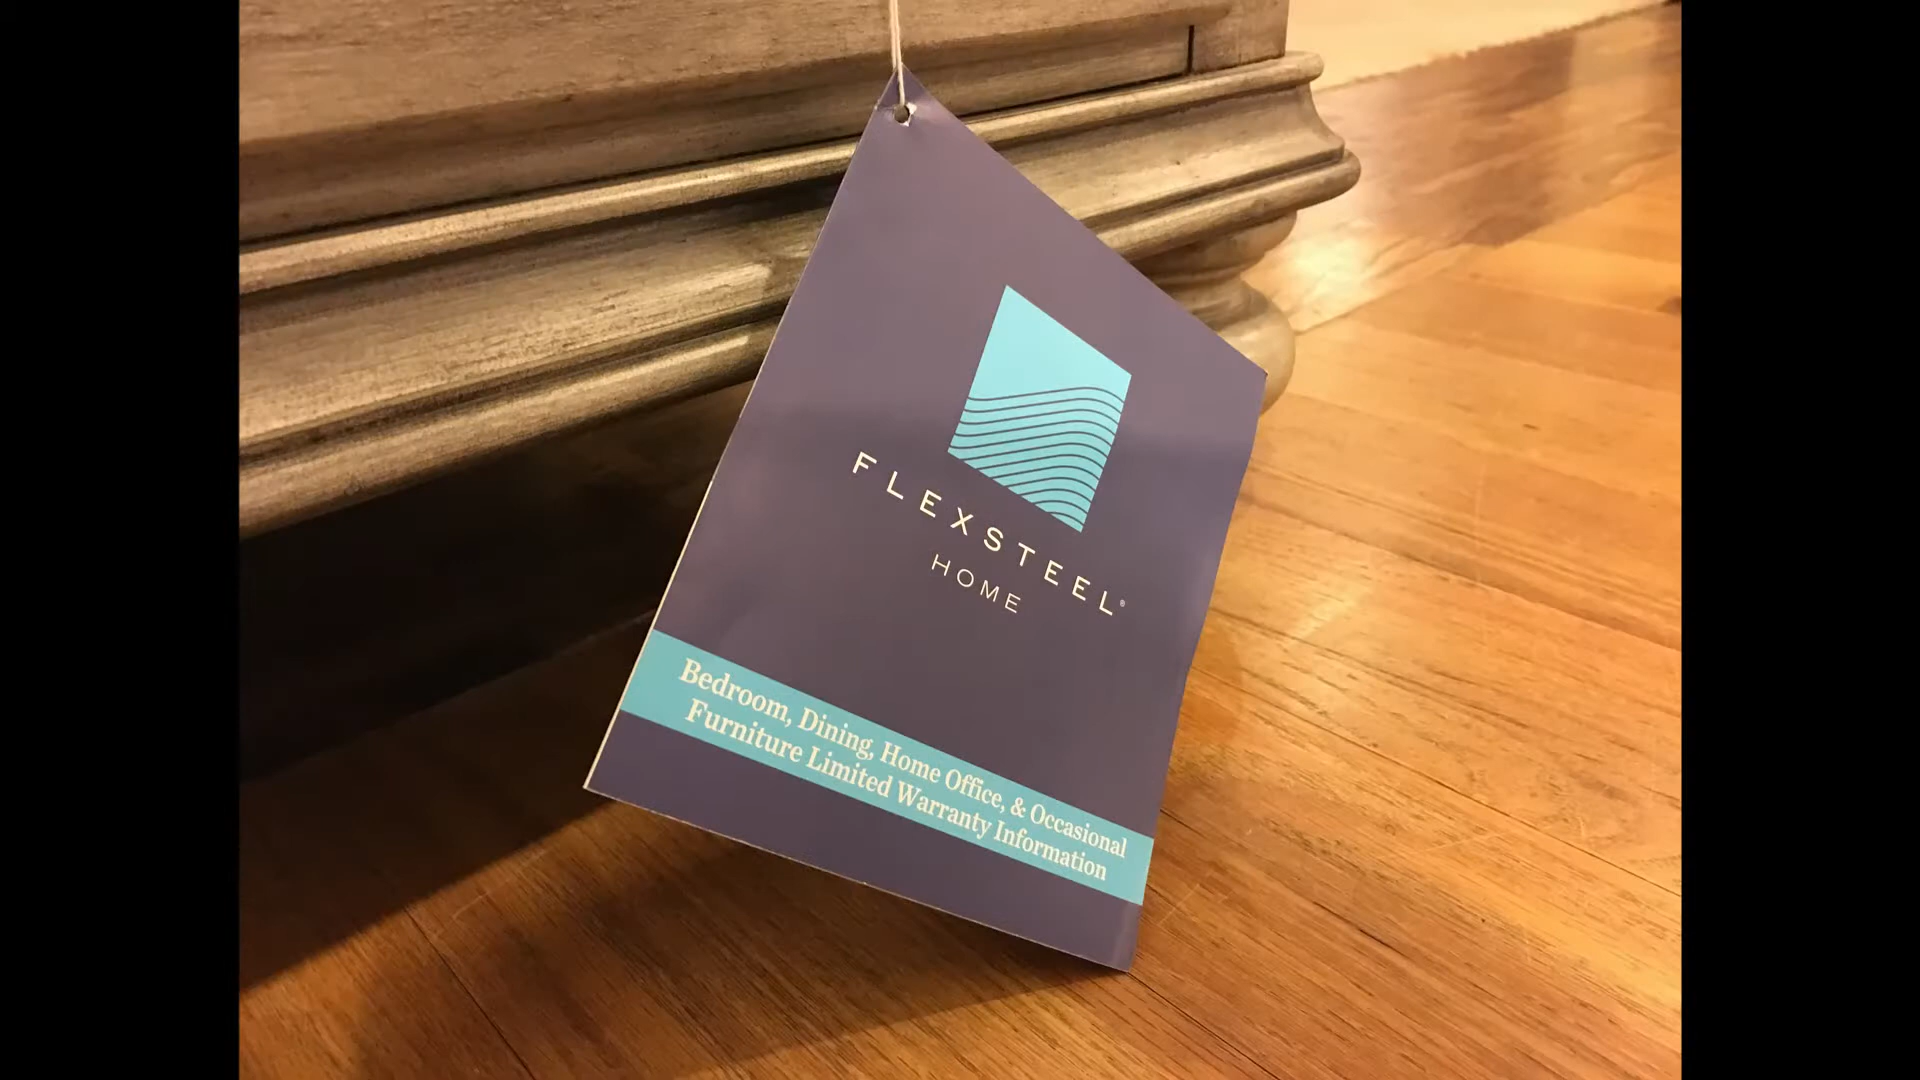 FLEXSTEEL®
HOME
Bedroom, Dining, Home Office, & Occasional
Furniture Limited Warranty Information